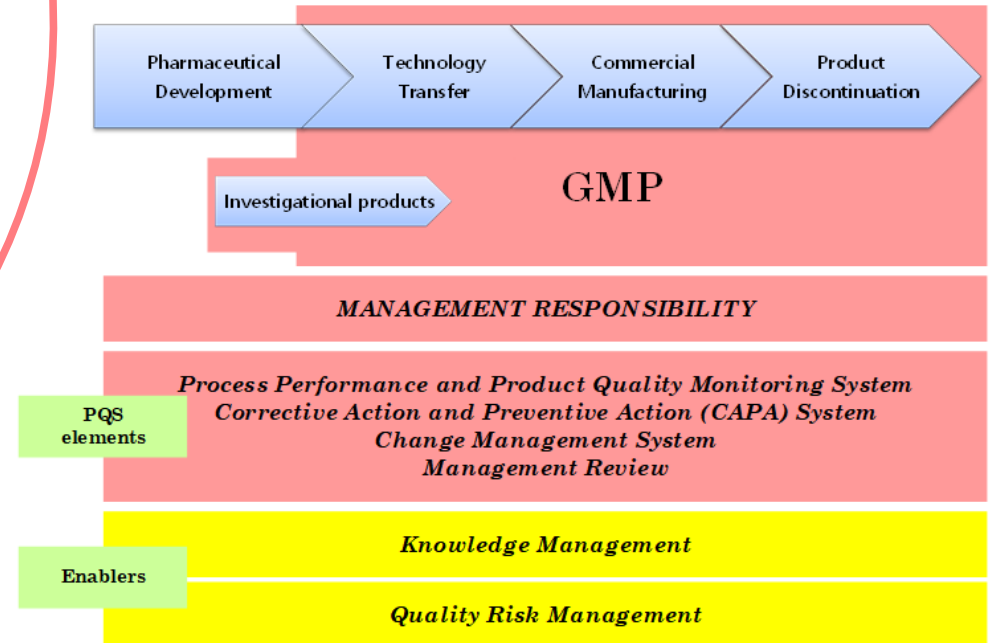 Pharmaceutical
Development
Technology
Transfer
Commercial
Manufacturing
Product
Discontinuation
Investigational products
GMP
MANAGEMENT RESPONSIBILITY
PQS
elements
Process Performance and Product Quality Monitoring System
Corrective Action and Preventive Action (CAPA) System
Change Management System
Management Review
Enablers
Knowledge Management
Quality Risk Management